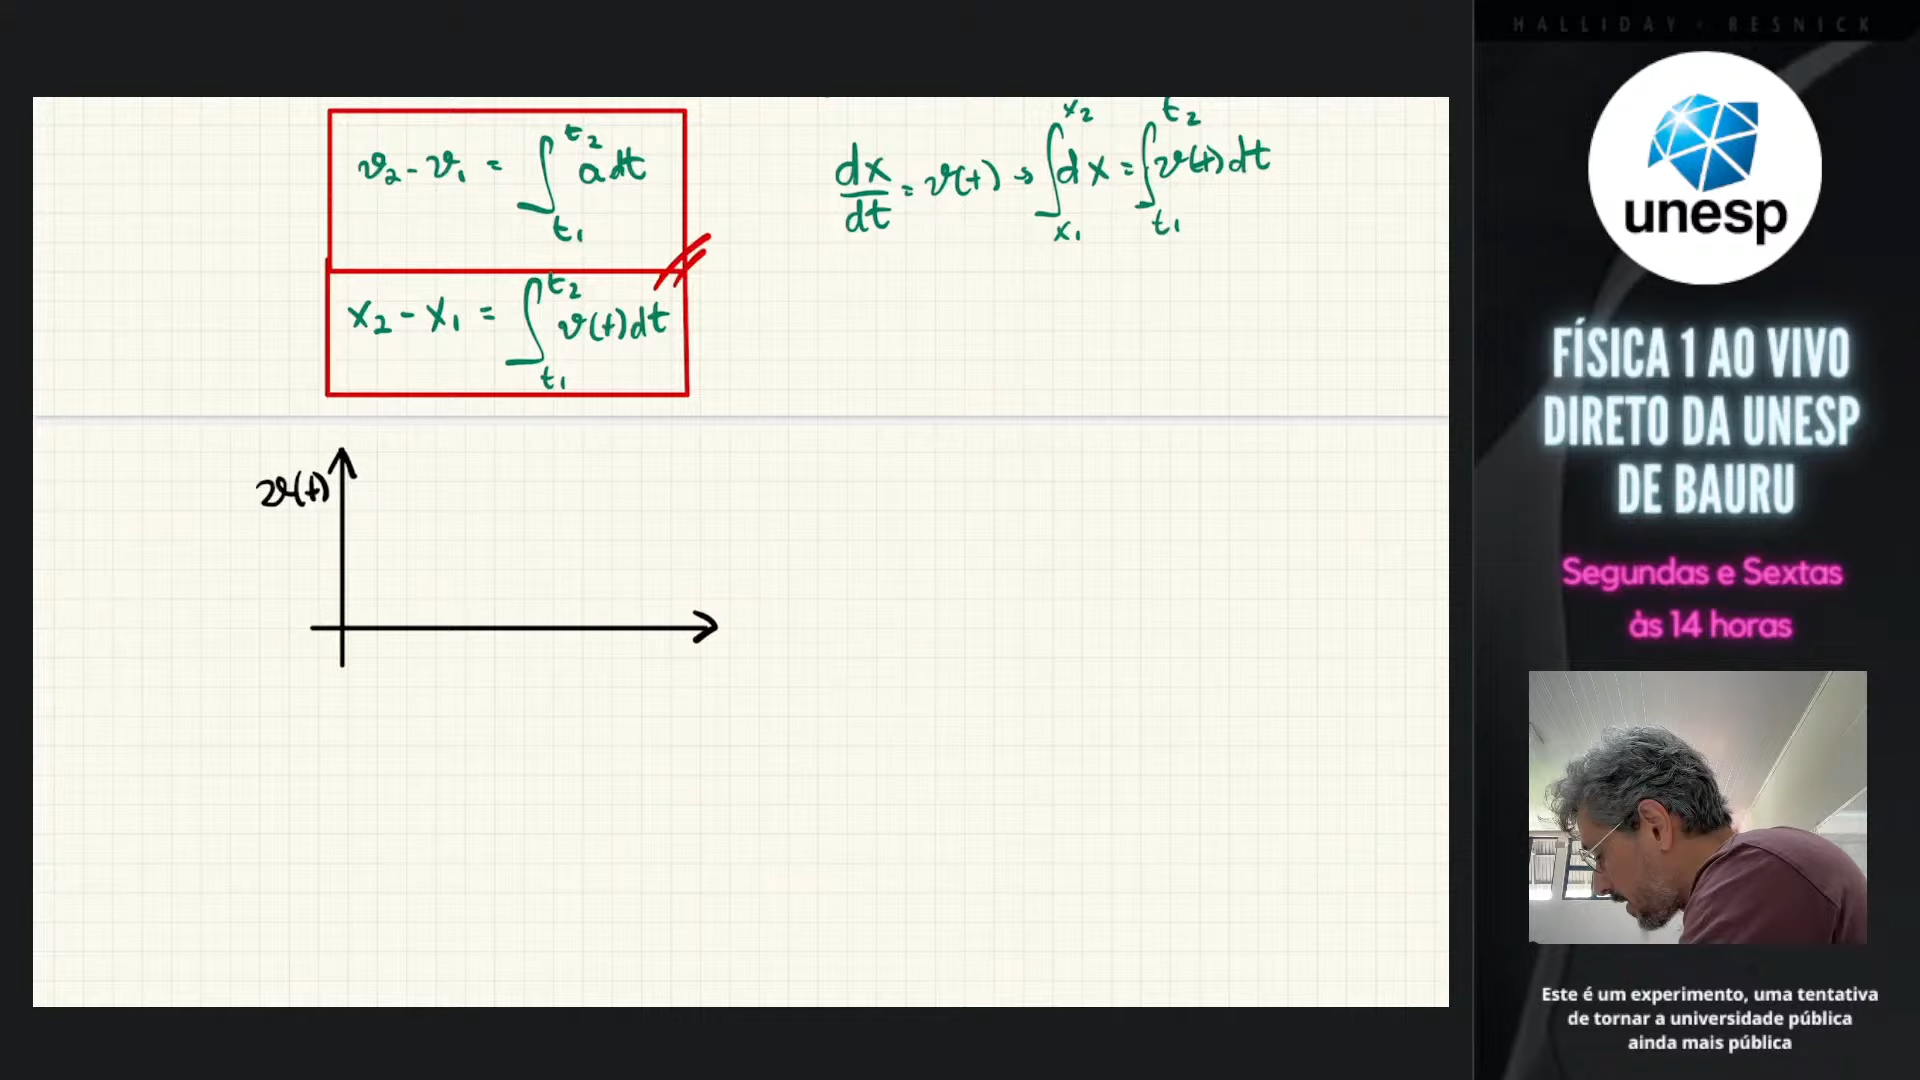 HALLIDAY - RESNICK
v₂ - v₁ = ∫_{t₁}^{t₂} a dt
dx/dt = v(t) → ∫_{x₁}^{x₂} dx = ∫_{t₁}^{t₂} v(t) dt
x₂ - x₁ = ∫_{t₁}^{t₂} v(t) dt
v(t)
unesp
FÍSICA 1 AO VIVO
DIRETO DA UNESP
DE BAURU
Segundas e Sextas
às 14 horas
Este é um experimento, uma tentativa
de tornar a universidade pública
ainda mais pública